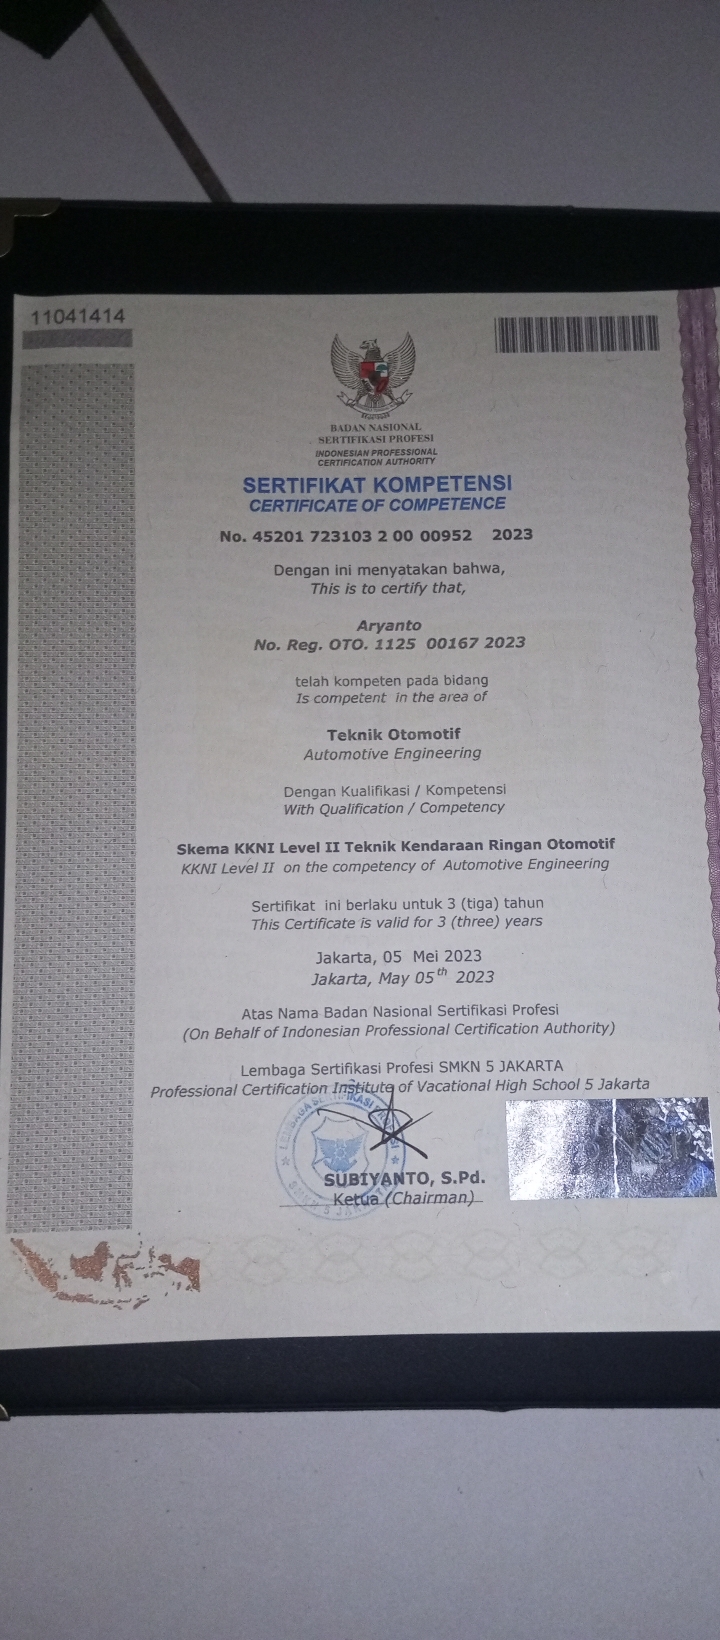 11041414
BADAN NASIONAL
SERTIFIKASI PROFESI
INDONESIAN PROFESSIONAL
CERTIFICATION AUTHORITY
SERTIFIKAT KOMPETENSI
CERTIFICATE OF COMPETENCE
No. 45201 723103 2 00 00952 2023
Dengan ini menyatakan bahwa,
This is to certify that,
Aryanto
No. Reg. OTO. 1125 00167 2023
telah kompeten pada bidang
Is competent in the area of
Teknik Otomotif
Automotive Engineering
Dengan Kualifikasi / Kompetensi
With Qualification / Competency
Skema KKNI Level II Teknik Kendaraan Ringan Otomotif
KKNI Level II on the competency of Automotive Engineering
Sertifikat ini berlaku untuk 3 (tiga) tahun
This Certificate is valid for 3 (three) years
Jakarta, 05 Mei 2023
Jakarta, May 05th 2023
Atas Nama Badan Nasional Sertifikasi Profesi
(On Behalf of Indonesian Professional Certification Authority)
Lembaga Sertifikasi Profesi SMKN 5 JAKARTA
Professional Certification Institute of Vacational High School 5 Jakarta
LEMBAGA SERTIFIKASI PROFESI
SMKN 5 JAKARTA
SUBIYANTO, S.Pd.
Ketua (Chairman)